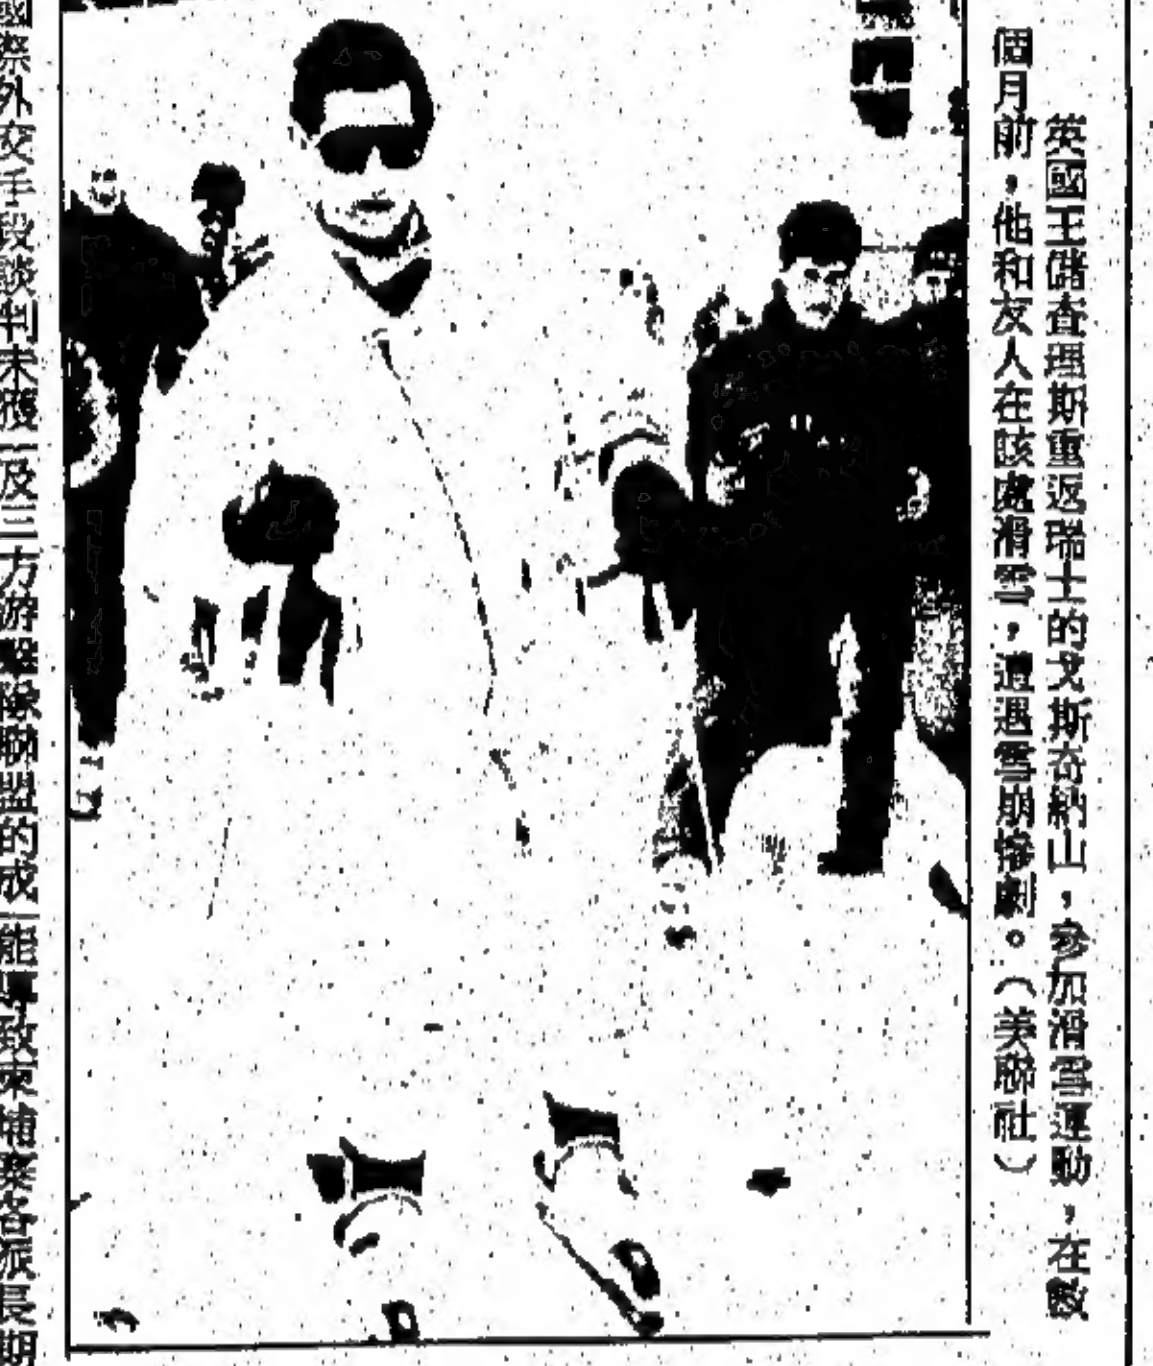 英國王儲查理斯重返瑞士的戈斯奇納山，參加滑雪運動，在數
個月前，他和友人在該處滑雪，遭遇雪崩慘劇。（美聯社）
國際外交手段談判未獲
及三方游擊隊聯盟的成
能導致柬埔寨各派長期